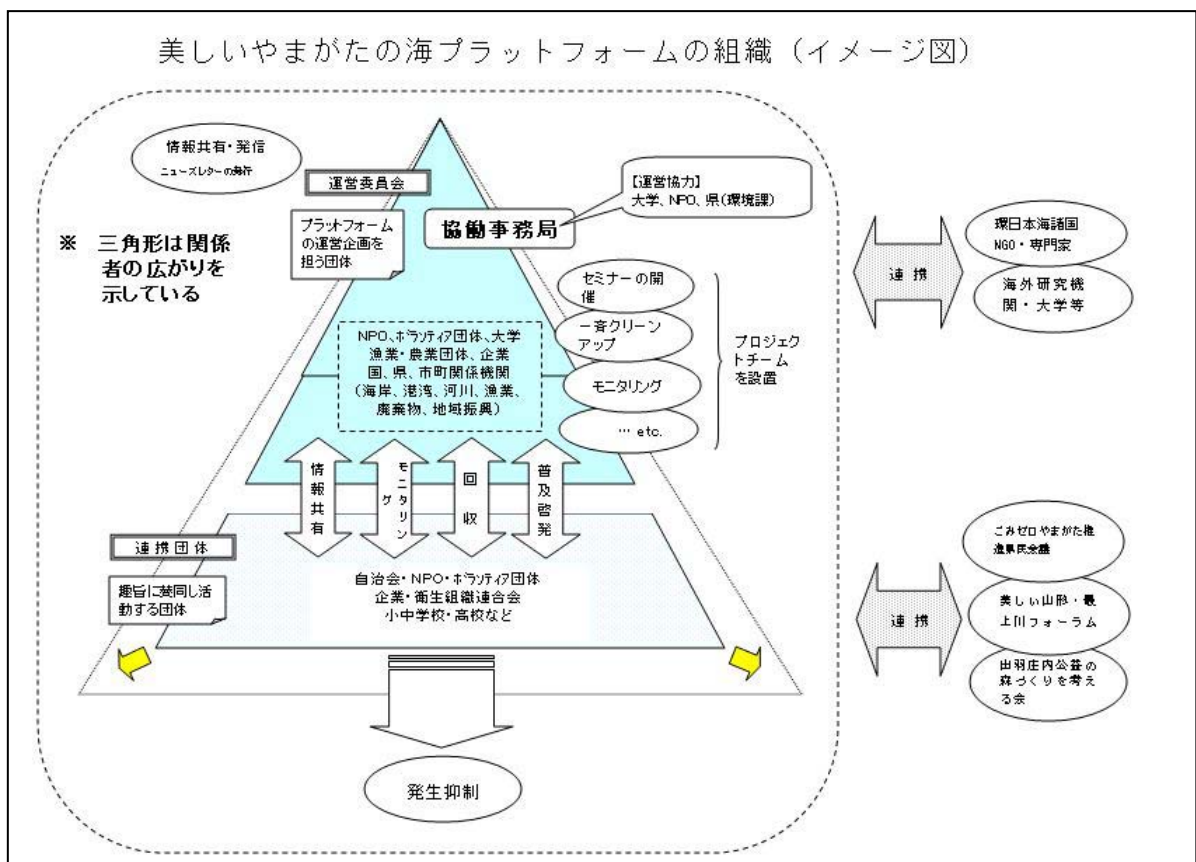 美しいやまがたの海プラットフォームの組織（イメージ図）
情報共有・発信
ニューズレターの発行
運営委員会
プラットフォーム
の運営企画を
担う団体
※ 三角形は関係
者の広がりを
示している
協働事務局
【運営協力】
大学、NPO、県（環境課）
セミナーの開
催
一斉クリーン
アップ
モニタリング
… etc.
プロジェク
トチーム
を設置
NPO、ボランティア団体、大学
漁業・農業団体、企業
国、県、市町関係機関
（海岸、港湾、河川、漁業、
廃棄物、地域振興）
情報共有
モニタリング
回収
普及啓発
連携団体
趣旨に賛同し活
動する団体
自治会・NPO・ボランティア団体
企業・衛生組織連合会
小中学校・高校など
発生抑制
連携
環日本海諸国
NGO・専門家
海外研究機
関・大学等
連携
ごみゼロやまがた推
進県民会議
美しい山形・最
上川フォーラム
出羽庄内公益の
森づくりを考え
る会